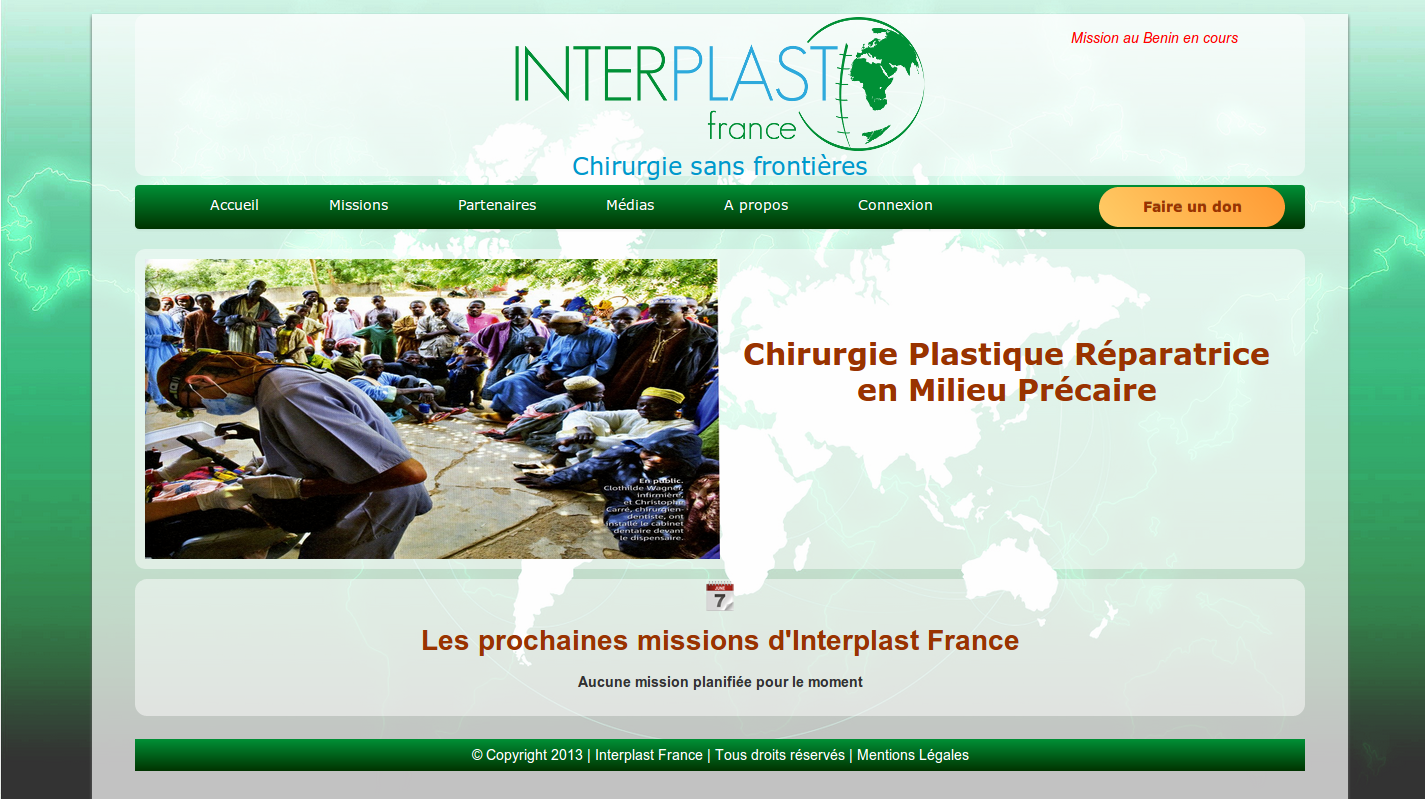 Mission au Benin en cours
INTERPLAST
france
Chirurgie sans frontières
Accueil Missions Partenaires Médias A propos Connexion Faire un don
Chirurgie Plastique Réparatrice
en Milieu Précaire
En public.
Clothilde Wagner,
infirmière,
et Christophe
Carré, chirurgien-
dentiste, ont
installé le cabinet
dentaire devant
le dispensaire.
JUNE
7
Les prochaines missions d'Interplast France
Aucune mission planifiée pour le moment
© Copyright 2013 | Interplast France | Tous droits réservés | Mentions Légales